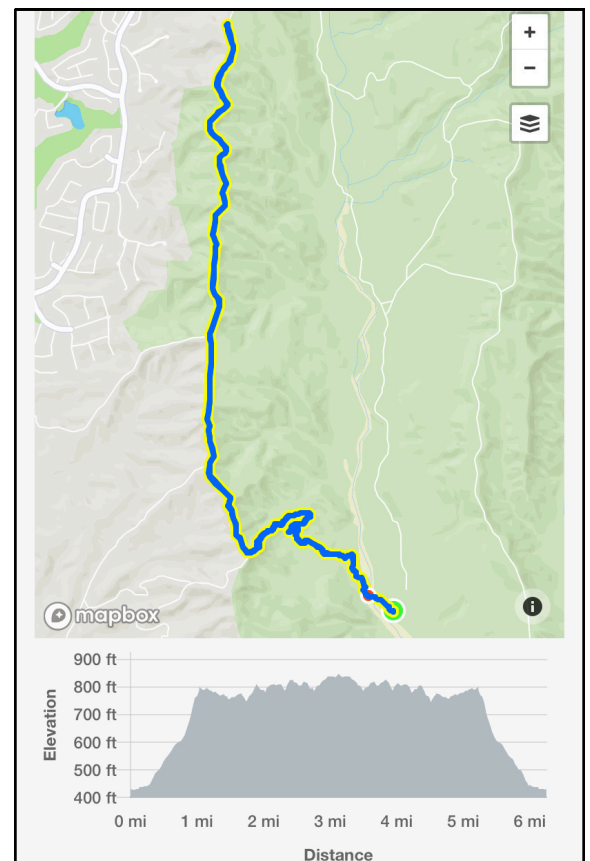 +
−
i
mapbox
900 ft
800 ft
700 ft
600 ft
500 ft
400 ft
Elevation
0 mi 1 mi 2 mi 3 mi 4 mi 5 mi 6 mi
Distance